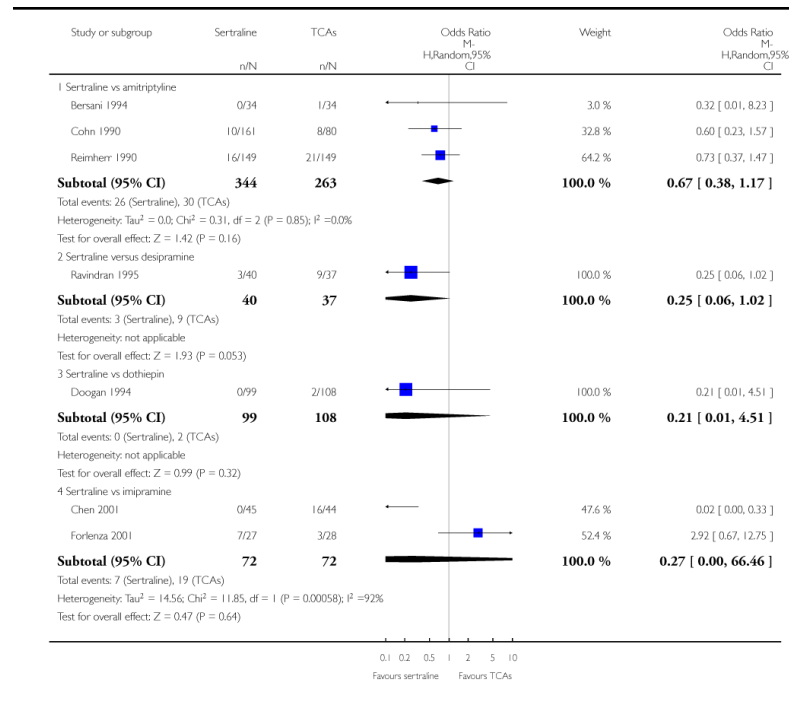 Study or subgroup Sertraline TCAs Odds Ratio Weight Odds Ratio
M- M-
H,Random,95% H,Random,95%
n/N n/N CI CI
1 Sertraline vs amitriptyline
Bersani 1994 0/34 1/34 3.0 % 0.32 [ 0.01, 8.23 ]
Cohn 1990 10/161 8/80 32.8 % 0.60 [ 0.23, 1.57 ]
Reimherr 1990 16/149 21/149 64.2 % 0.73 [ 0.37, 1.47 ]
Subtotal (95% CI) 344 263 100.0 % 0.67 [ 0.38, 1.17 ]
Total events: 26 (Sertraline), 30 (TCAs)
Heterogeneity: Tau² = 0.0; Chi² = 0.31, df = 2 (P = 0.85); I² =0.0%
Test for overall effect: Z = 1.42 (P = 0.16)
2 Sertraline versus desipramine
Ravindran 1995 3/40 9/37 100.0 % 0.25 [ 0.06, 1.02 ]
Subtotal (95% CI) 40 37 100.0 % 0.25 [ 0.06, 1.02 ]
Total events: 3 (Sertraline), 9 (TCAs)
Heterogeneity: not applicable
Test for overall effect: Z = 1.93 (P = 0.053)
3 Sertraline vs dothiepin
Doogan 1994 0/99 2/108 100.0 % 0.21 [ 0.01, 4.51 ]
Subtotal (95% CI) 99 108 100.0 % 0.21 [ 0.01, 4.51 ]
Total events: 0 (Sertraline), 2 (TCAs)
Heterogeneity: not applicable
Test for overall effect: Z = 0.99 (P = 0.32)
4 Sertraline vs imipramine
Chen 2001 0/45 16/44 47.6 % 0.02 [ 0.00, 0.33 ]
Forlenza 2001 7/27 3/28 52.4 % 2.92 [ 0.67, 12.75 ]
Subtotal (95% CI) 72 72 100.0 % 0.27 [ 0.00, 66.46 ]
Total events: 7 (Sertraline), 19 (TCAs)
Heterogeneity: Tau² = 14.56; Chi² = 11.85, df = 1 (P = 0.00058); I² =92%
Test for overall effect: Z = 0.47 (P = 0.64)
0.1 0.2 0.5 1 2 5 10
Favours sertraline Favours TCAs